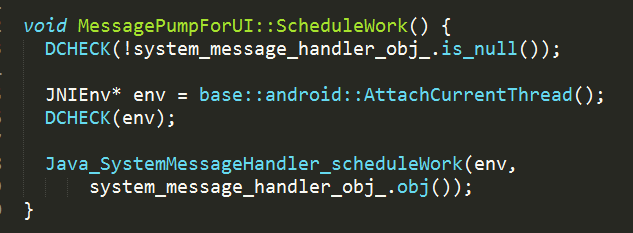 void MessagePumpForUI::ScheduleWork() {
DCHECK(!system_message_handler_obj_.is_null());
JNIEnv* env = base::android::AttachCurrentThread();
DCHECK(env);
Java_SystemMessageHandler_scheduleWork(env,
system_message_handler_obj_.obj());
}